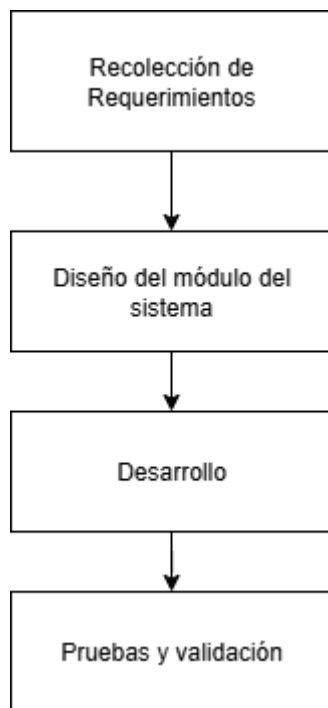 Recolección de
Requerimientos
Diseño del módulo del
sistema
Desarrollo
Pruebas y validación